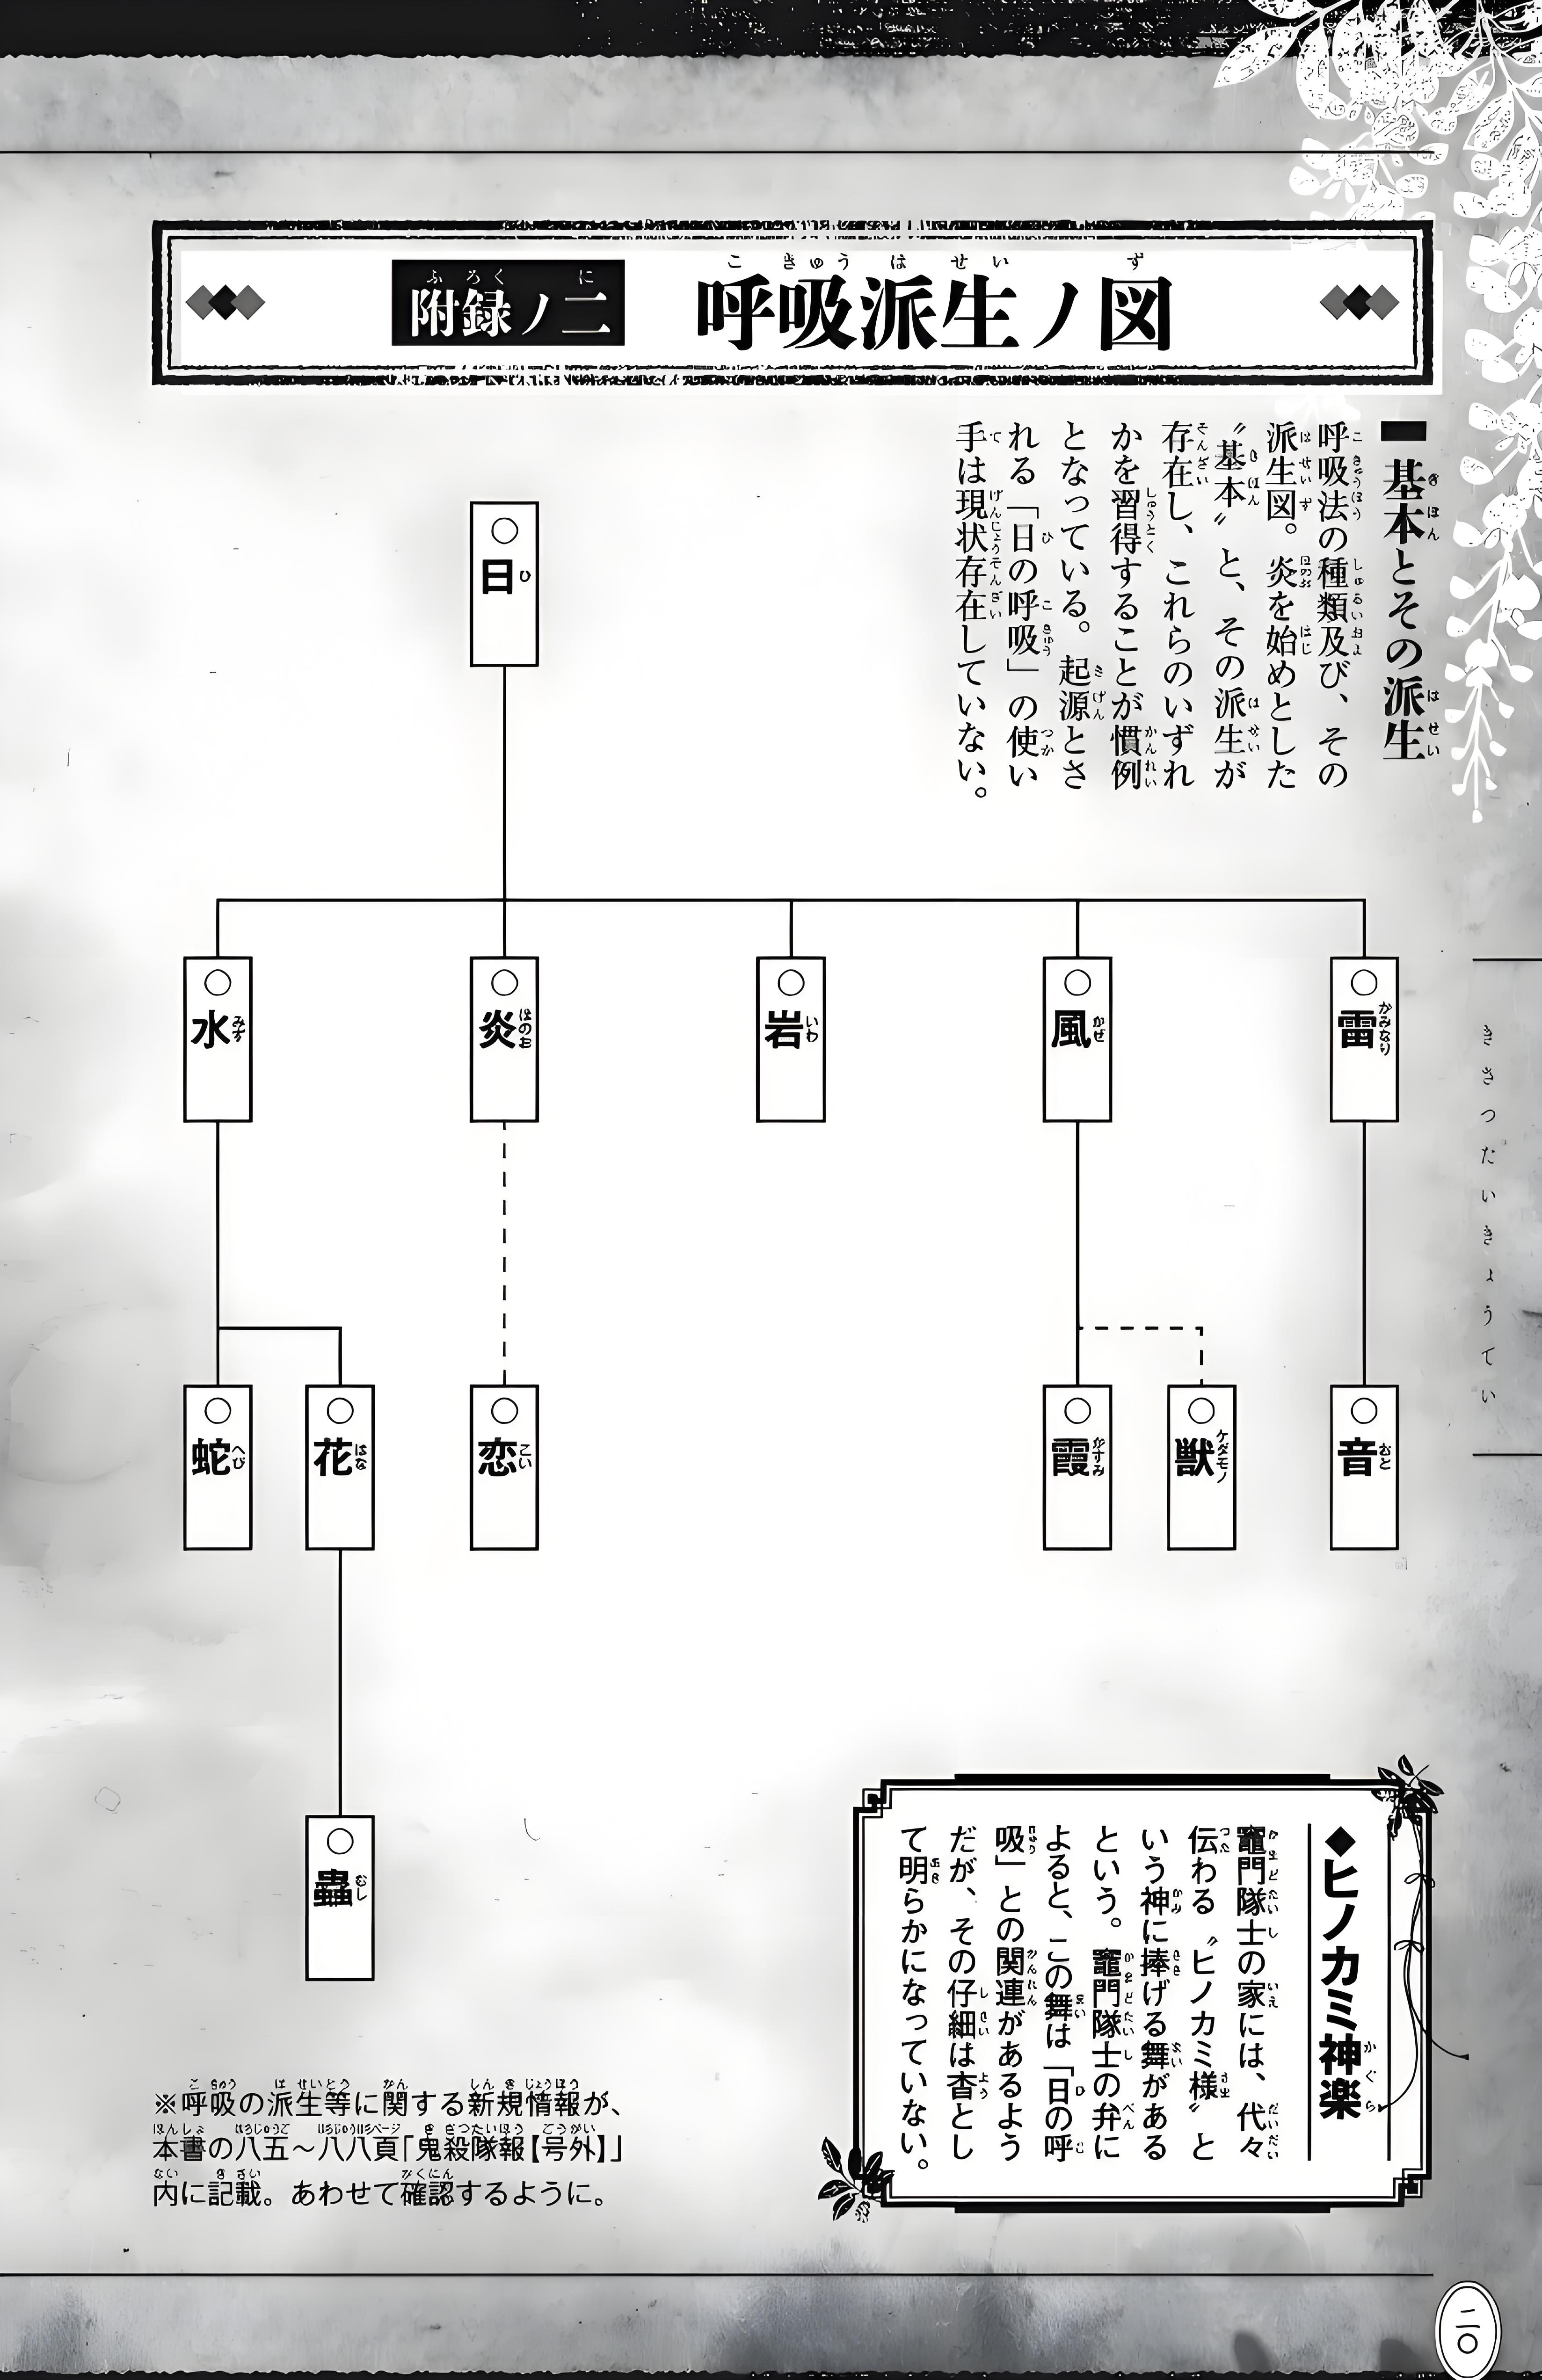 呼吸派生ノ図
附録ノ二
■基本とその派生
呼吸法の種類及び、その
派生図。炎を始めとした
〝基本〟と、その派生が
存在し、これらのいずれ
かを習得することが慣例
となっている。起源とさ
れる「日の呼吸」の使い
手は現状存在していない。
日
雷
風
岩
炎
水
音
獣
霞
恋
花
蛇
蟲
◆ヒノカミ神楽
竈門隊士の家には、代々
伝わる〝ヒノカミ様〟と
いう神に捧げる舞がある
という。竈門隊士の弁に
よると、この舞は「日の呼
吸」との関連があるよう
だが、その仔細は杳とし
て明らかになっていない。
※呼吸の派生等に関する新規情報が、
本書の八五〜八八頁「鬼殺隊報【号外】」
内に記載。あわせて確認するように。
きさつたいきょうてい
二〇